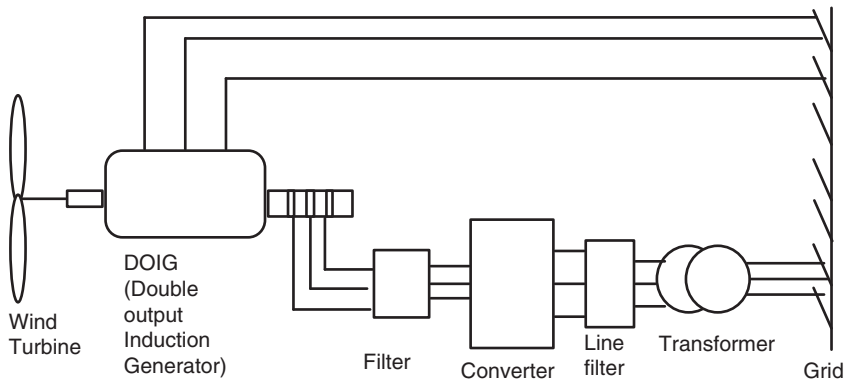 Wind
Turbine
DOIG
(Double
output
Induction
Generator)
Filter
Converter
Line
filter
Transformer
Grid